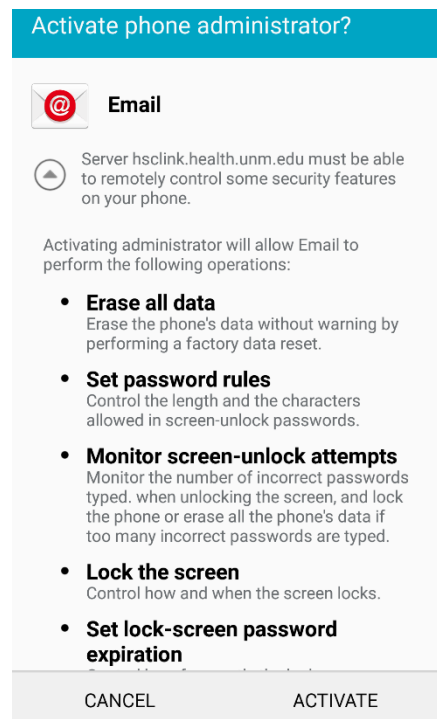 Activate phone administrator?
@
Email
Server hsclink.health.unm.edu must be able
to remotely control some security features
on your phone.
Activating administrator will allow Email to
perform the following operations:
• Erase all data
Erase the phone's data without warning by
performing a factory data reset.
• Set password rules
Control the length and the characters
allowed in screen-unlock passwords.
• Monitor screen-unlock attempts
Monitor the number of incorrect passwords
typed. when unlocking the screen, and lock
the phone or erase all the phone's data if
too many incorrect passwords are typed.
• Lock the screen
Control how and when the screen locks.
• Set lock-screen password
expiration
CANCEL
ACTIVATE